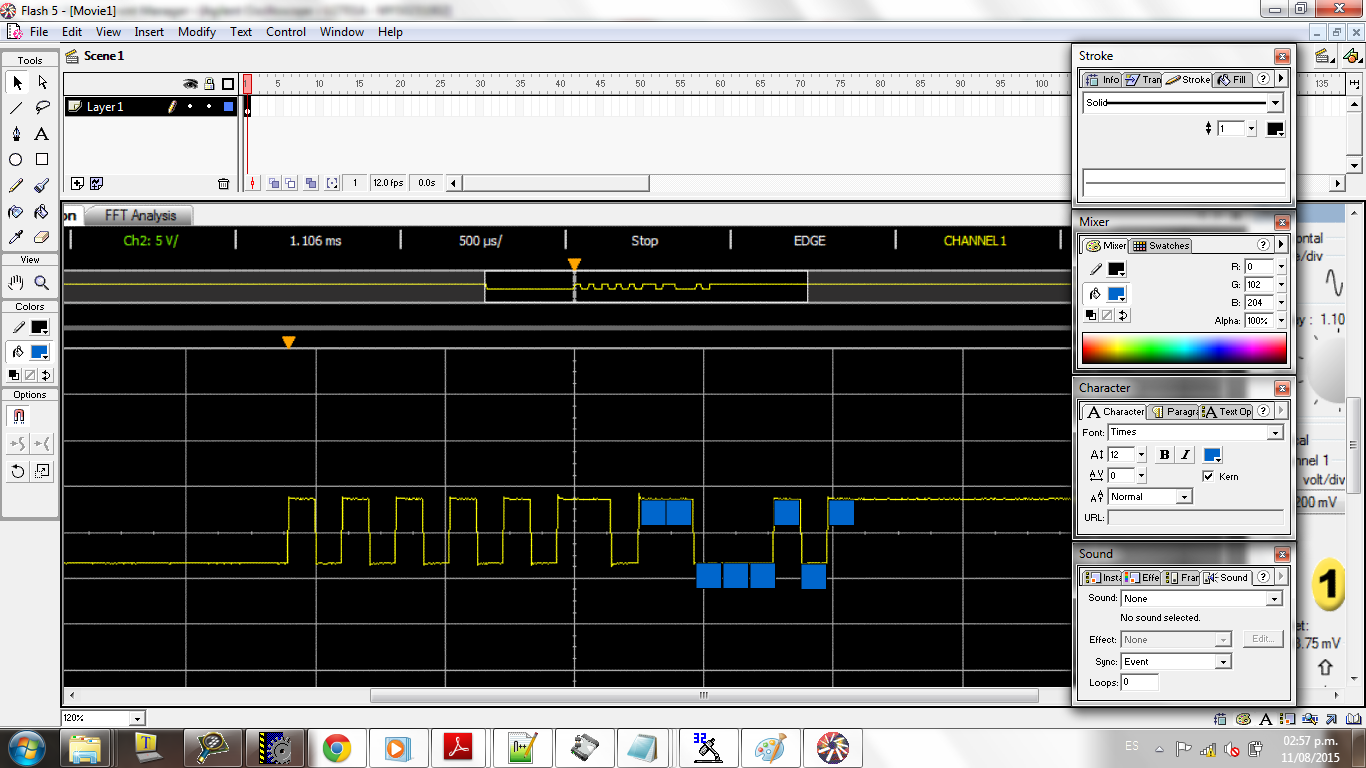 Flash 5 - [Movie1]
File Edit View Insert Modify Text Control Window Help
Tools
View
Colors
Options
Scene 1
1 5 10 15 20 25 30 35 40 45 50 55 60 65 70 75 80 85 90 95 100 135
Layer 1
1 12.0 fps 0.0s
on FFT Analysis
Ch2: 5 V/ 1.106 ms 500 µs/ Stop EDGE CHANNEL 1
120%
Stroke
Info Tran Stroke Fill ?
Solid
1
Mixer
Mixer Swatches ?
R: 0
G: 102
B: 204
Alpha: 100%
Character
Character Paragra Text Op ?
Font: Times
12 B I
0 Kern
Normal
URL:
Sound
Insta Effe Fran Sound ?
Sound: None
No sound selected.
Effect: None Edit...
Sync: Event
Loops: 0
ontal
e/div
ay : 1.10
cal
nnel 1
volt/div
200 mV
1
et:
3.75 mV
T
32
ES 02:57 p.m.
11/08/2015